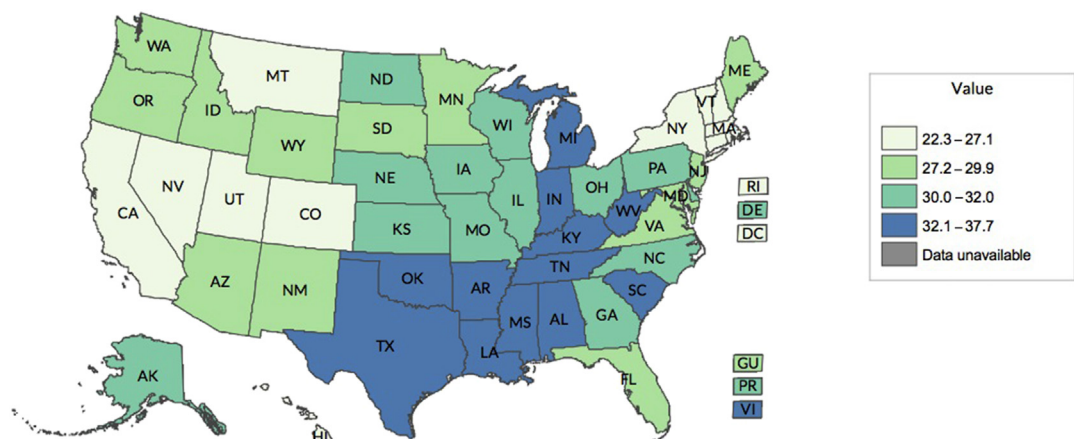 WA
MT
ND
MN
ME
OR
ID
SD
WI
VT
WY
MI
NY
MA
NE
IA
PA
NJ
NV
UT
CO
IL
IN
OH
MD
CA
KS
MO
WV
VA
KY
AZ
NM
OK
AR
TN
NC
TX
LA
MS
AL
GA
SC
AK
FL
HI
RI
DE
DC
GU
PR
VI
Value
22.3 – 27.1
27.2 – 29.9
30.0 – 32.0
32.1 – 37.7
Data unavailable